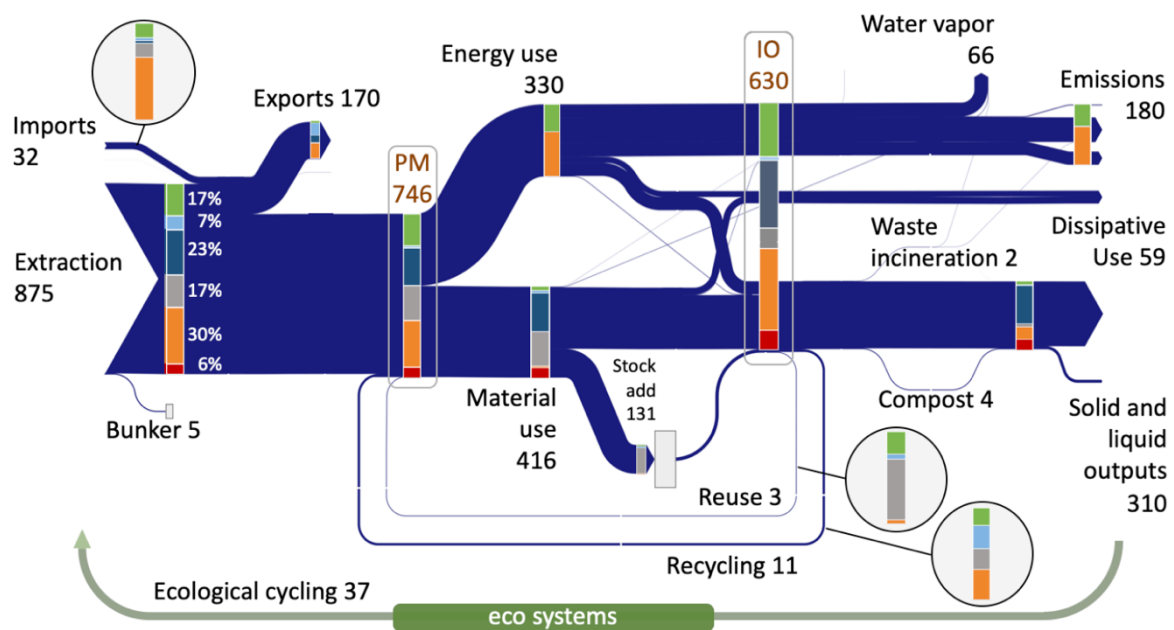 Water vapor
66
IO
630
Energy use
330
Emissions
180
Exports 170
Imports
32
PM
746
17%
7%
23%
17%
30%
6%
Extraction
875
Waste
incineration 2
Dissipative
Use 59
Stock
add
131
Material
use
416
Bunker 5
Compost 4
Solid and
liquid
outputs
310
Reuse 3
Recycling 11
Ecological cycling 37
eco systems